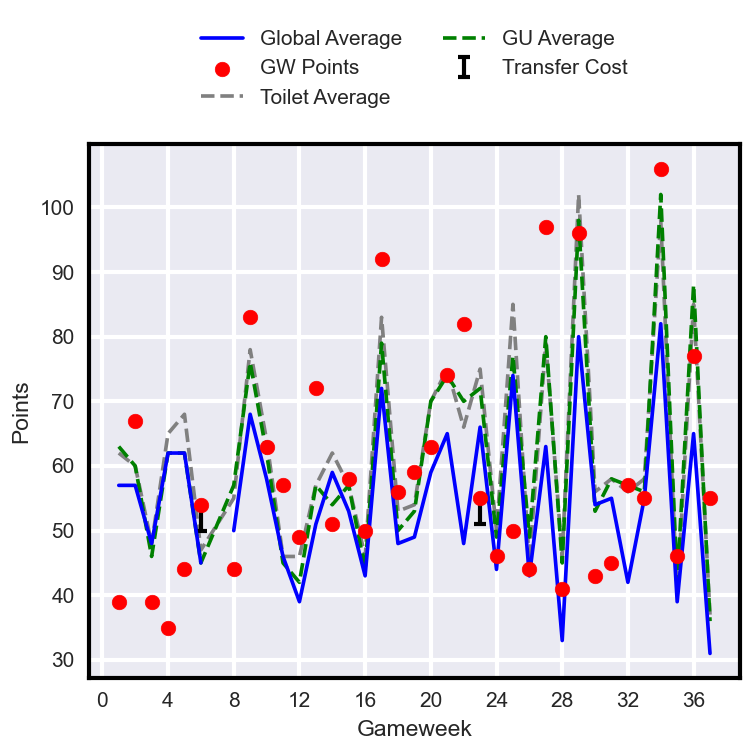 Global Average
GW Points
Toilet Average
GU Average
Transfer Cost
Points
100
90
80
70
60
50
40
30
0 4 8 12 16 20 24 28 32 36
Gameweek